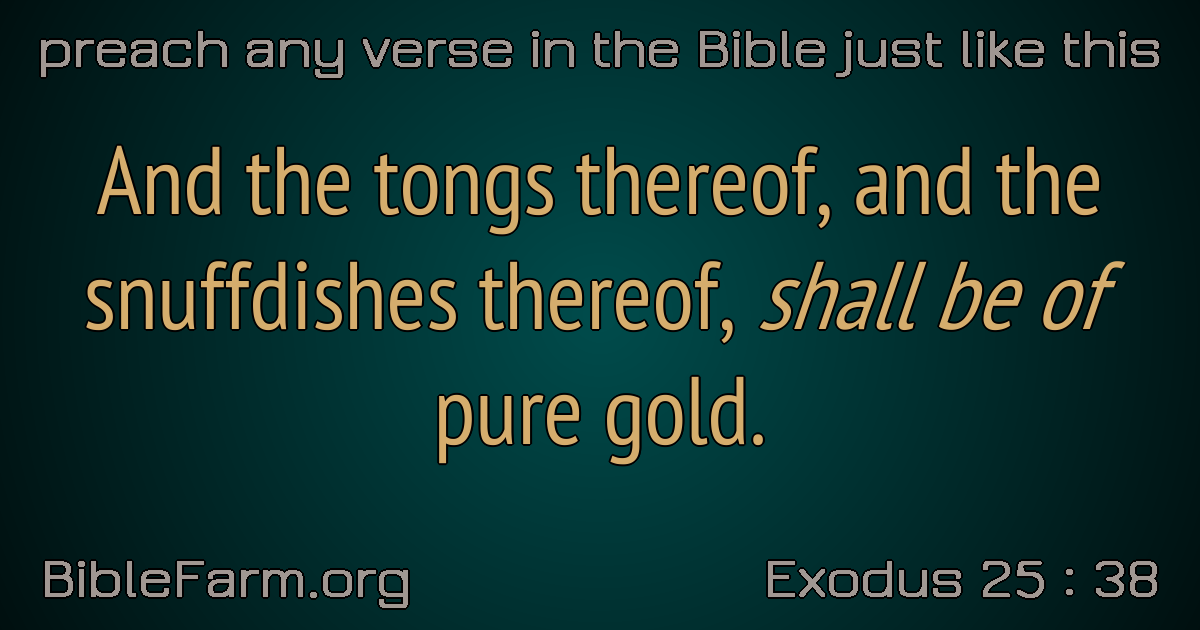 preach any verse in the Bible just like this
And the tongs thereof, and the
snuffdishes thereof, shall be of
pure gold.
BibleFarm.org
Exodus 25 : 38